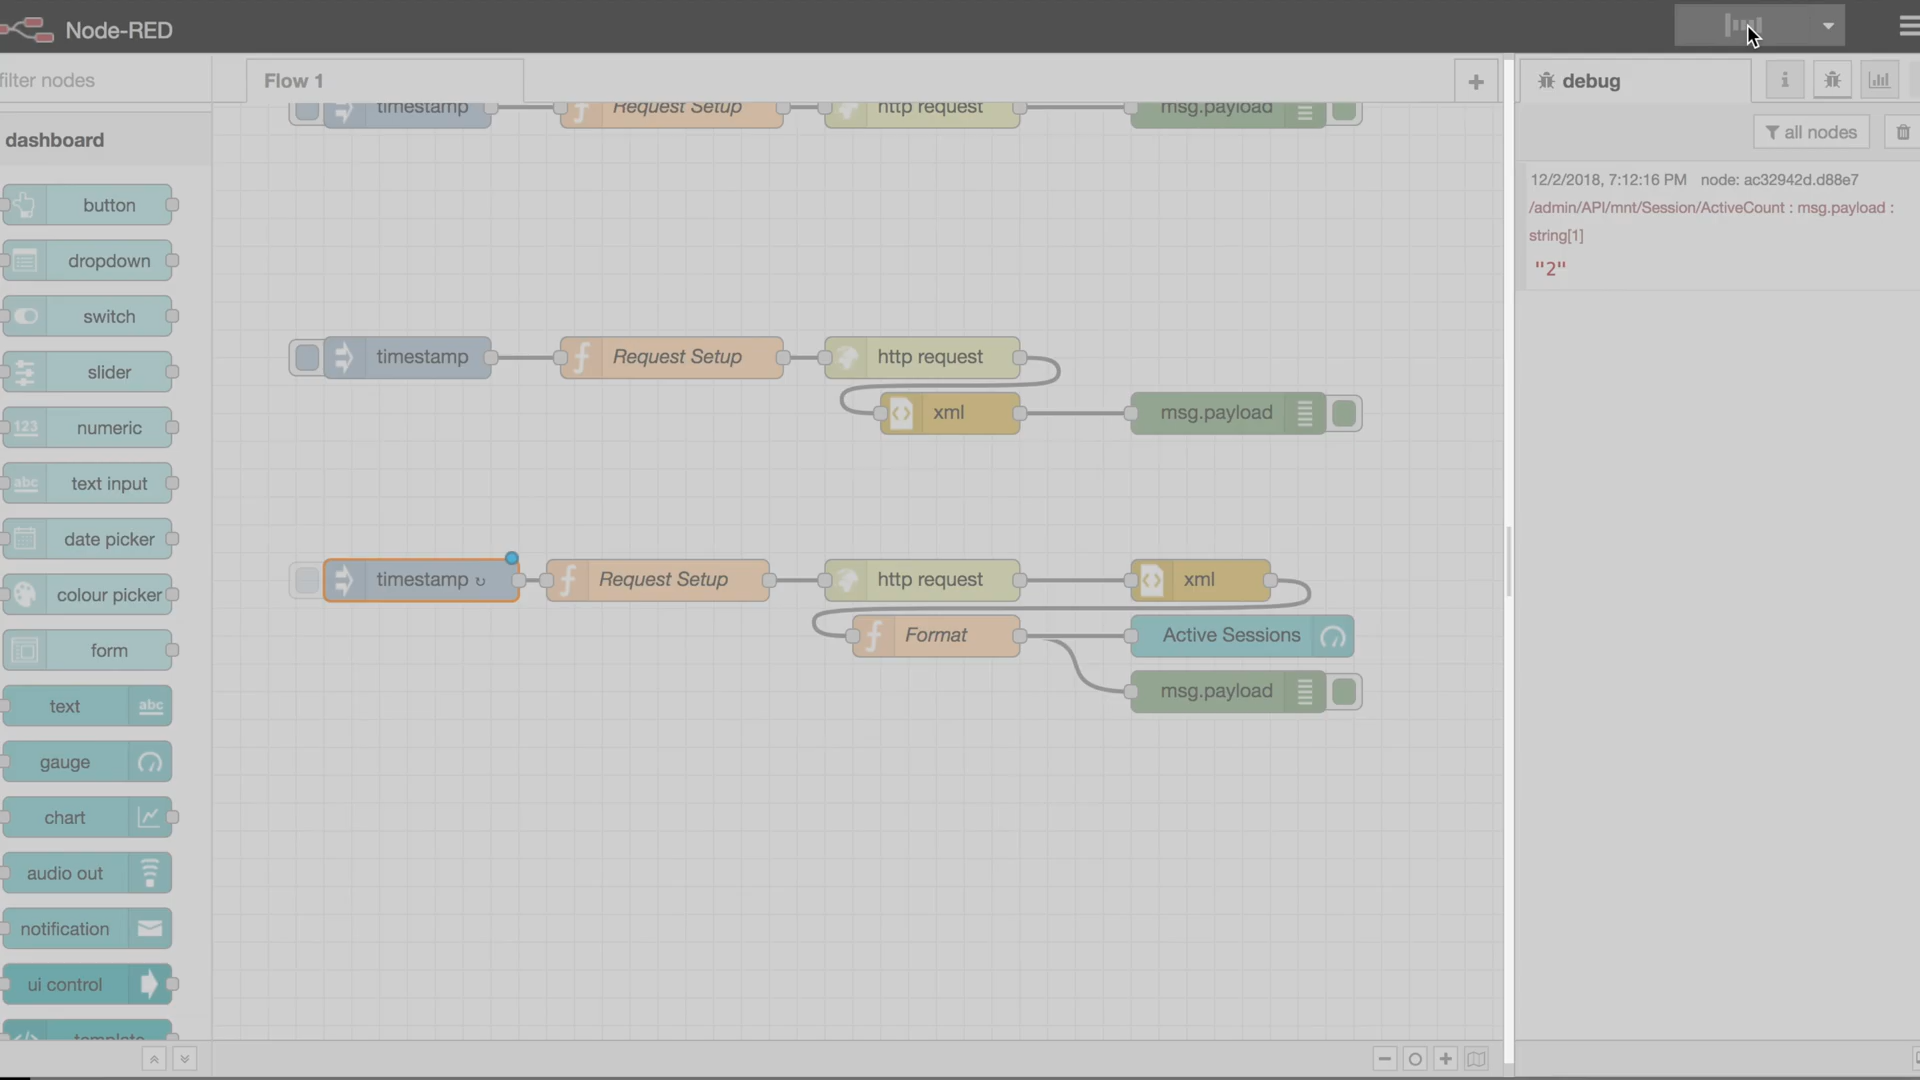 Node-RED
filter nodes
Flow 1
debug
timestamp
Request Setup
http request
msg.payload
dashboard
all nodes
12/2/2018, 7:12:16 PM node: ac32942d.d88e7
/admin/API/mnt/Session/ActiveCount : msg.payload :
string[1]
"2"
button
dropdown
switch
slider
123
numeric
abc
text input
date picker
colour picker
form
text
abc
gauge
chart
audio out
notification
ui control
template
timestamp
Request Setup
http request
xml
msg.payload
timestamp ↻
Request Setup
http request
xml
Format
Active Sessions
msg.payload